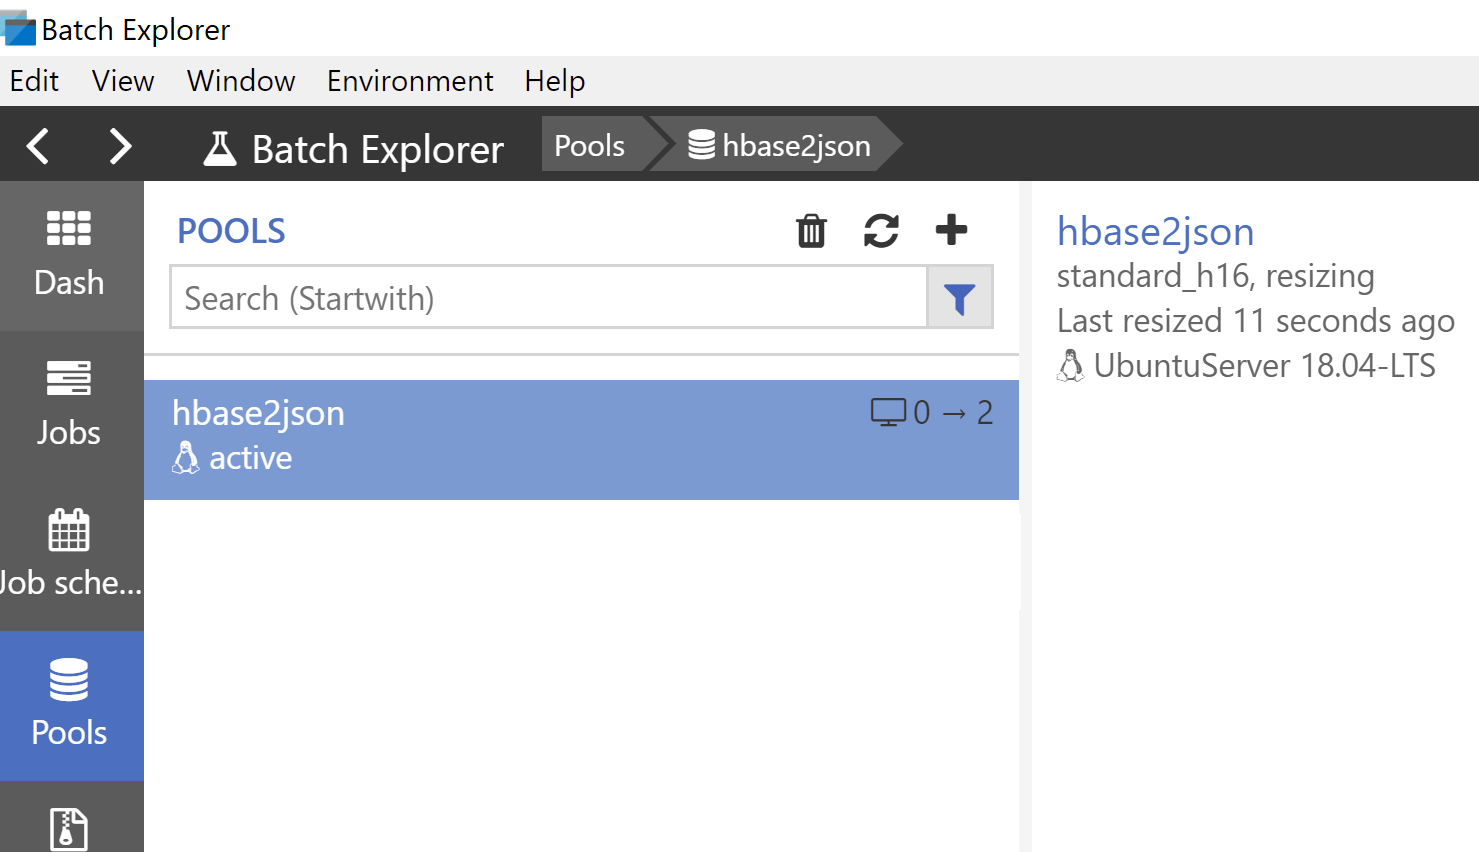 Batch Explorer
Edit View Window Environment Help
Batch Explorer Pools hbase2json
Dash
Jobs
Job sche...
Pools
POOLS
Search (Startwith)
hbase2json 0 → 2
active
hbase2json
standard_h16, resizing
Last resized 11 seconds ago
UbuntuServer 18.04-LTS